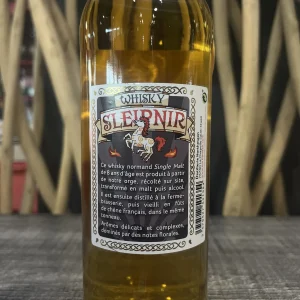 WHISKY
SLEIPNIR
Ce whisky normand Single Malt
de 8 ans d'âge est produit à partir
de notre orge, récolté sur site,
transformé en malt puis alcool.
Il est ensuite distillé à la ferme-
brasserie, puis vieilli en fûts
de chêne français, dans le même
tonneau.
Arômes délicats et complexes,
dominés par des notes florales.